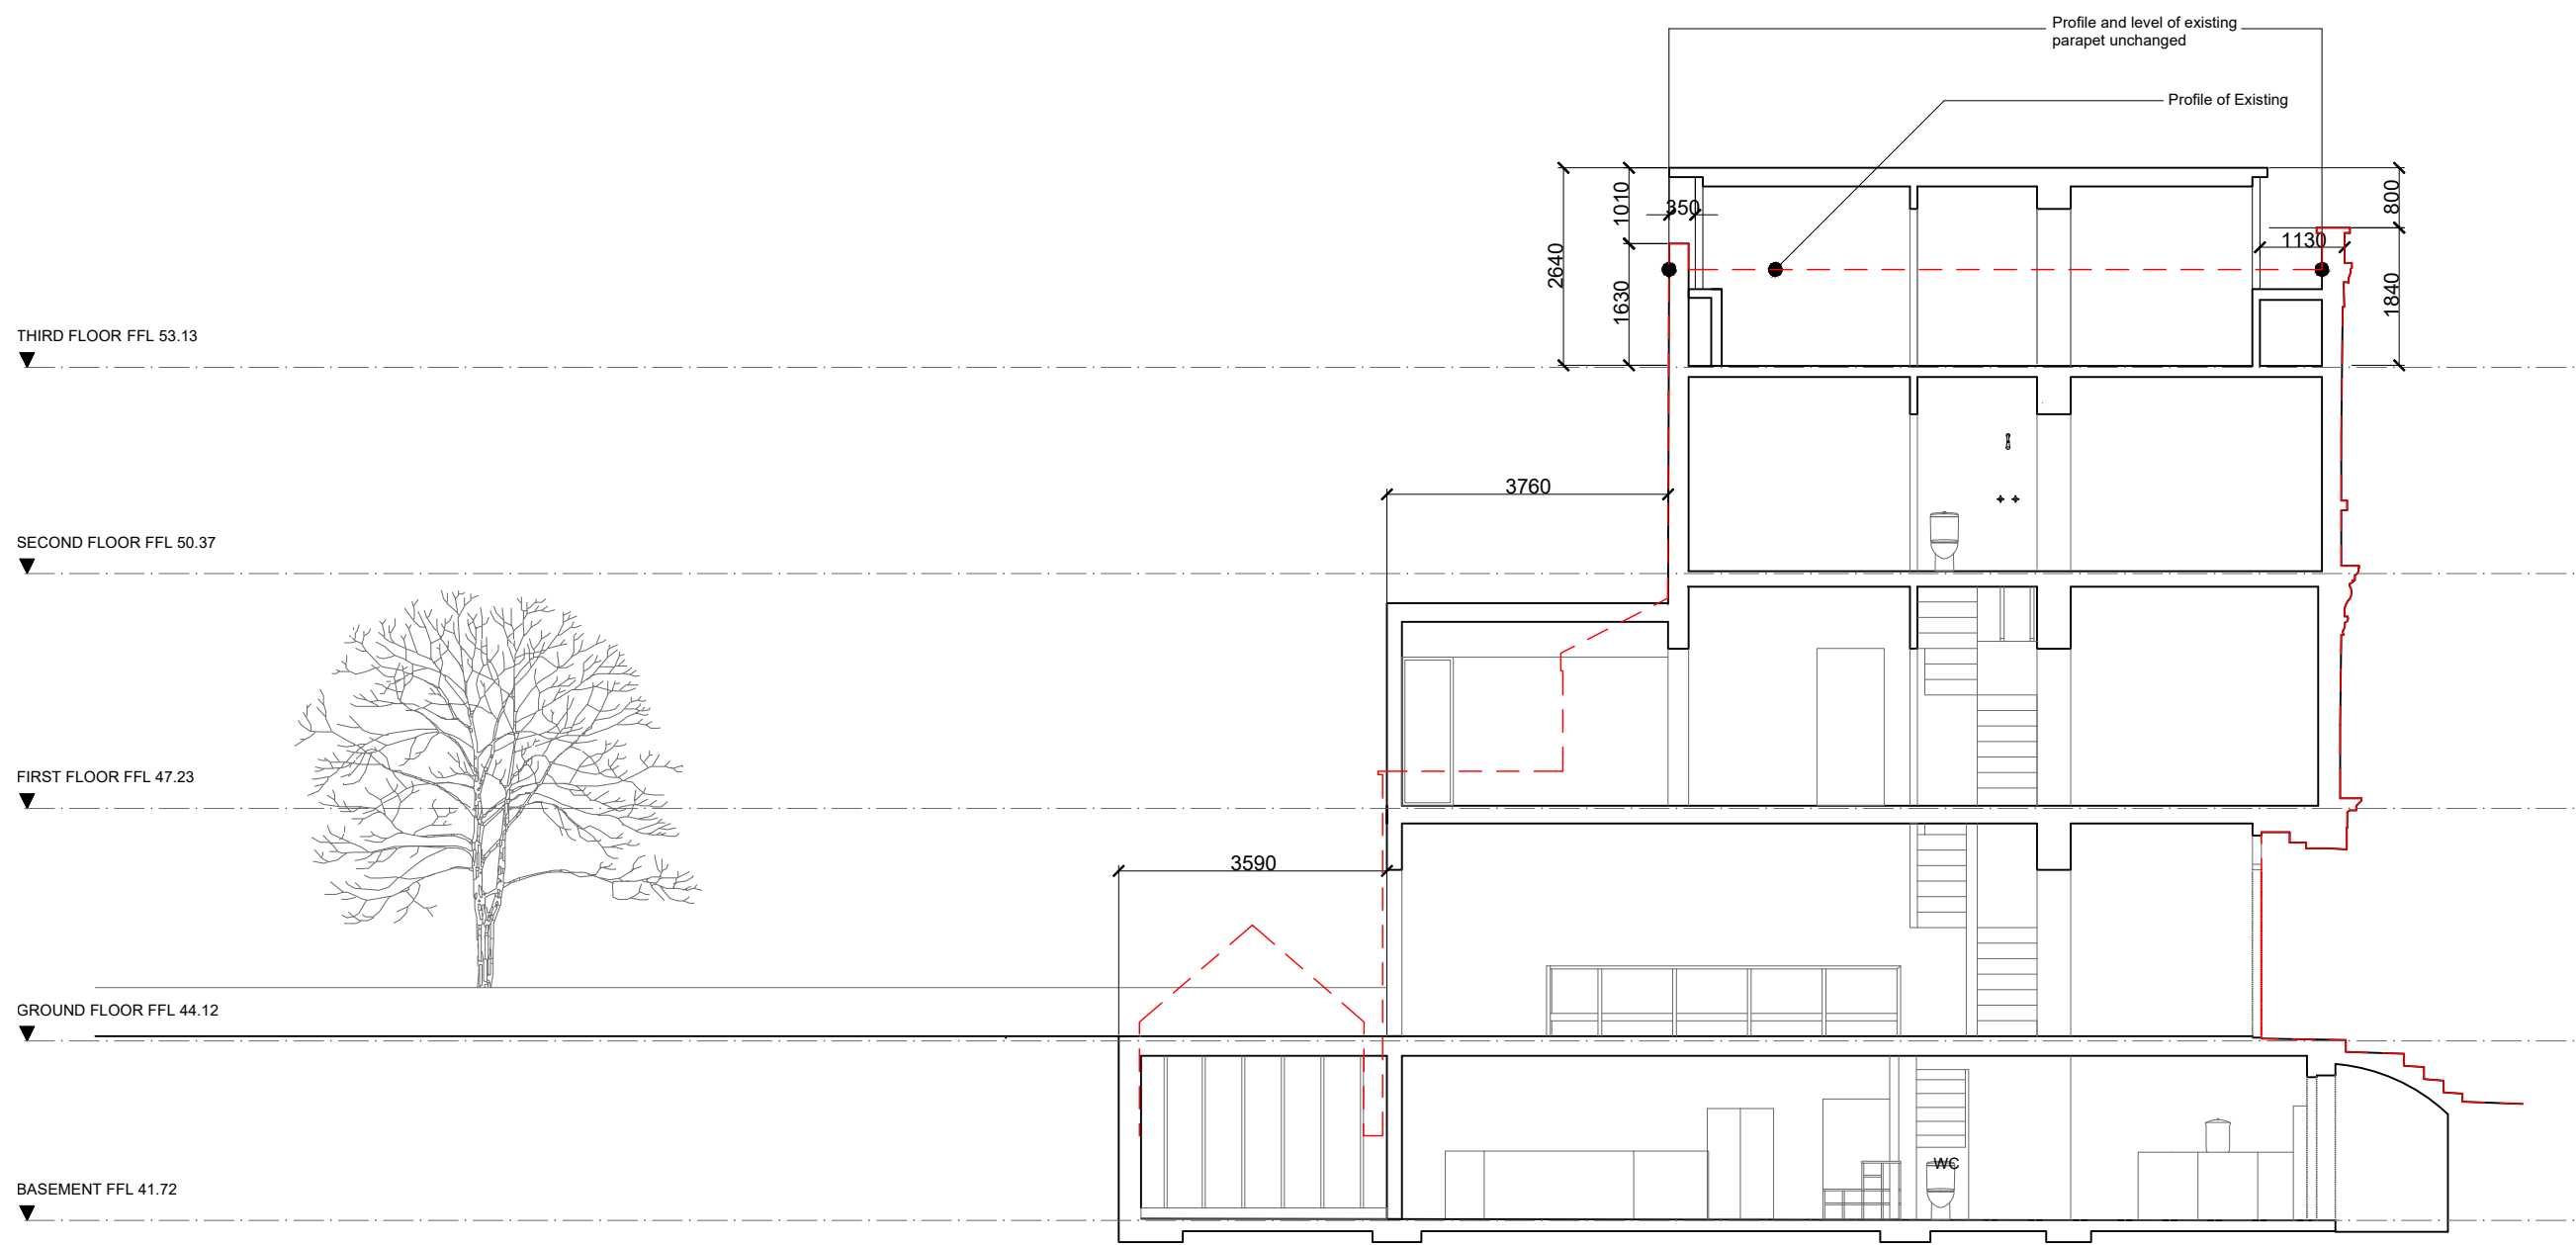 Profile and level of existing
parapet unchanged
Profile of Existing
1010
350
800
2640
1130
1630
1840
THIRD FLOOR FFL 53.13
3760
SECOND FLOOR FFL 50.37
FIRST FLOOR FFL 47.23
3590
GROUND FLOOR FFL 44.12
WC
BASEMENT FFL 41.72